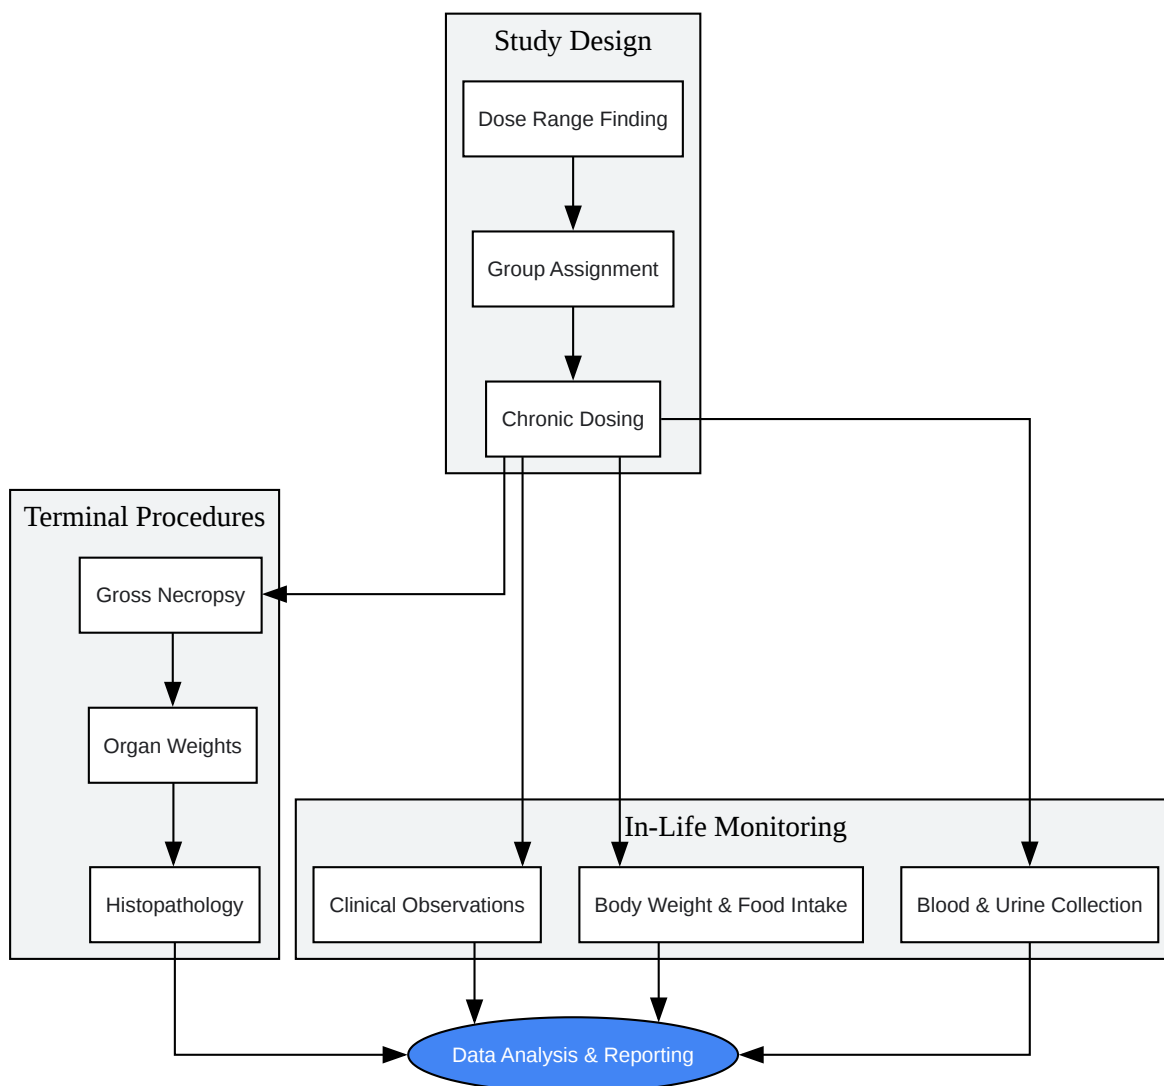 Study Design
Dose Range Finding
Group Assignment
Chronic Dosing
Terminal Procedures
Gross Necropsy
Organ Weights
Histopathology
In-Life Monitoring
Clinical Observations
Body Weight & Food Intake
Blood & Urine Collection
Data Analysis & Reporting